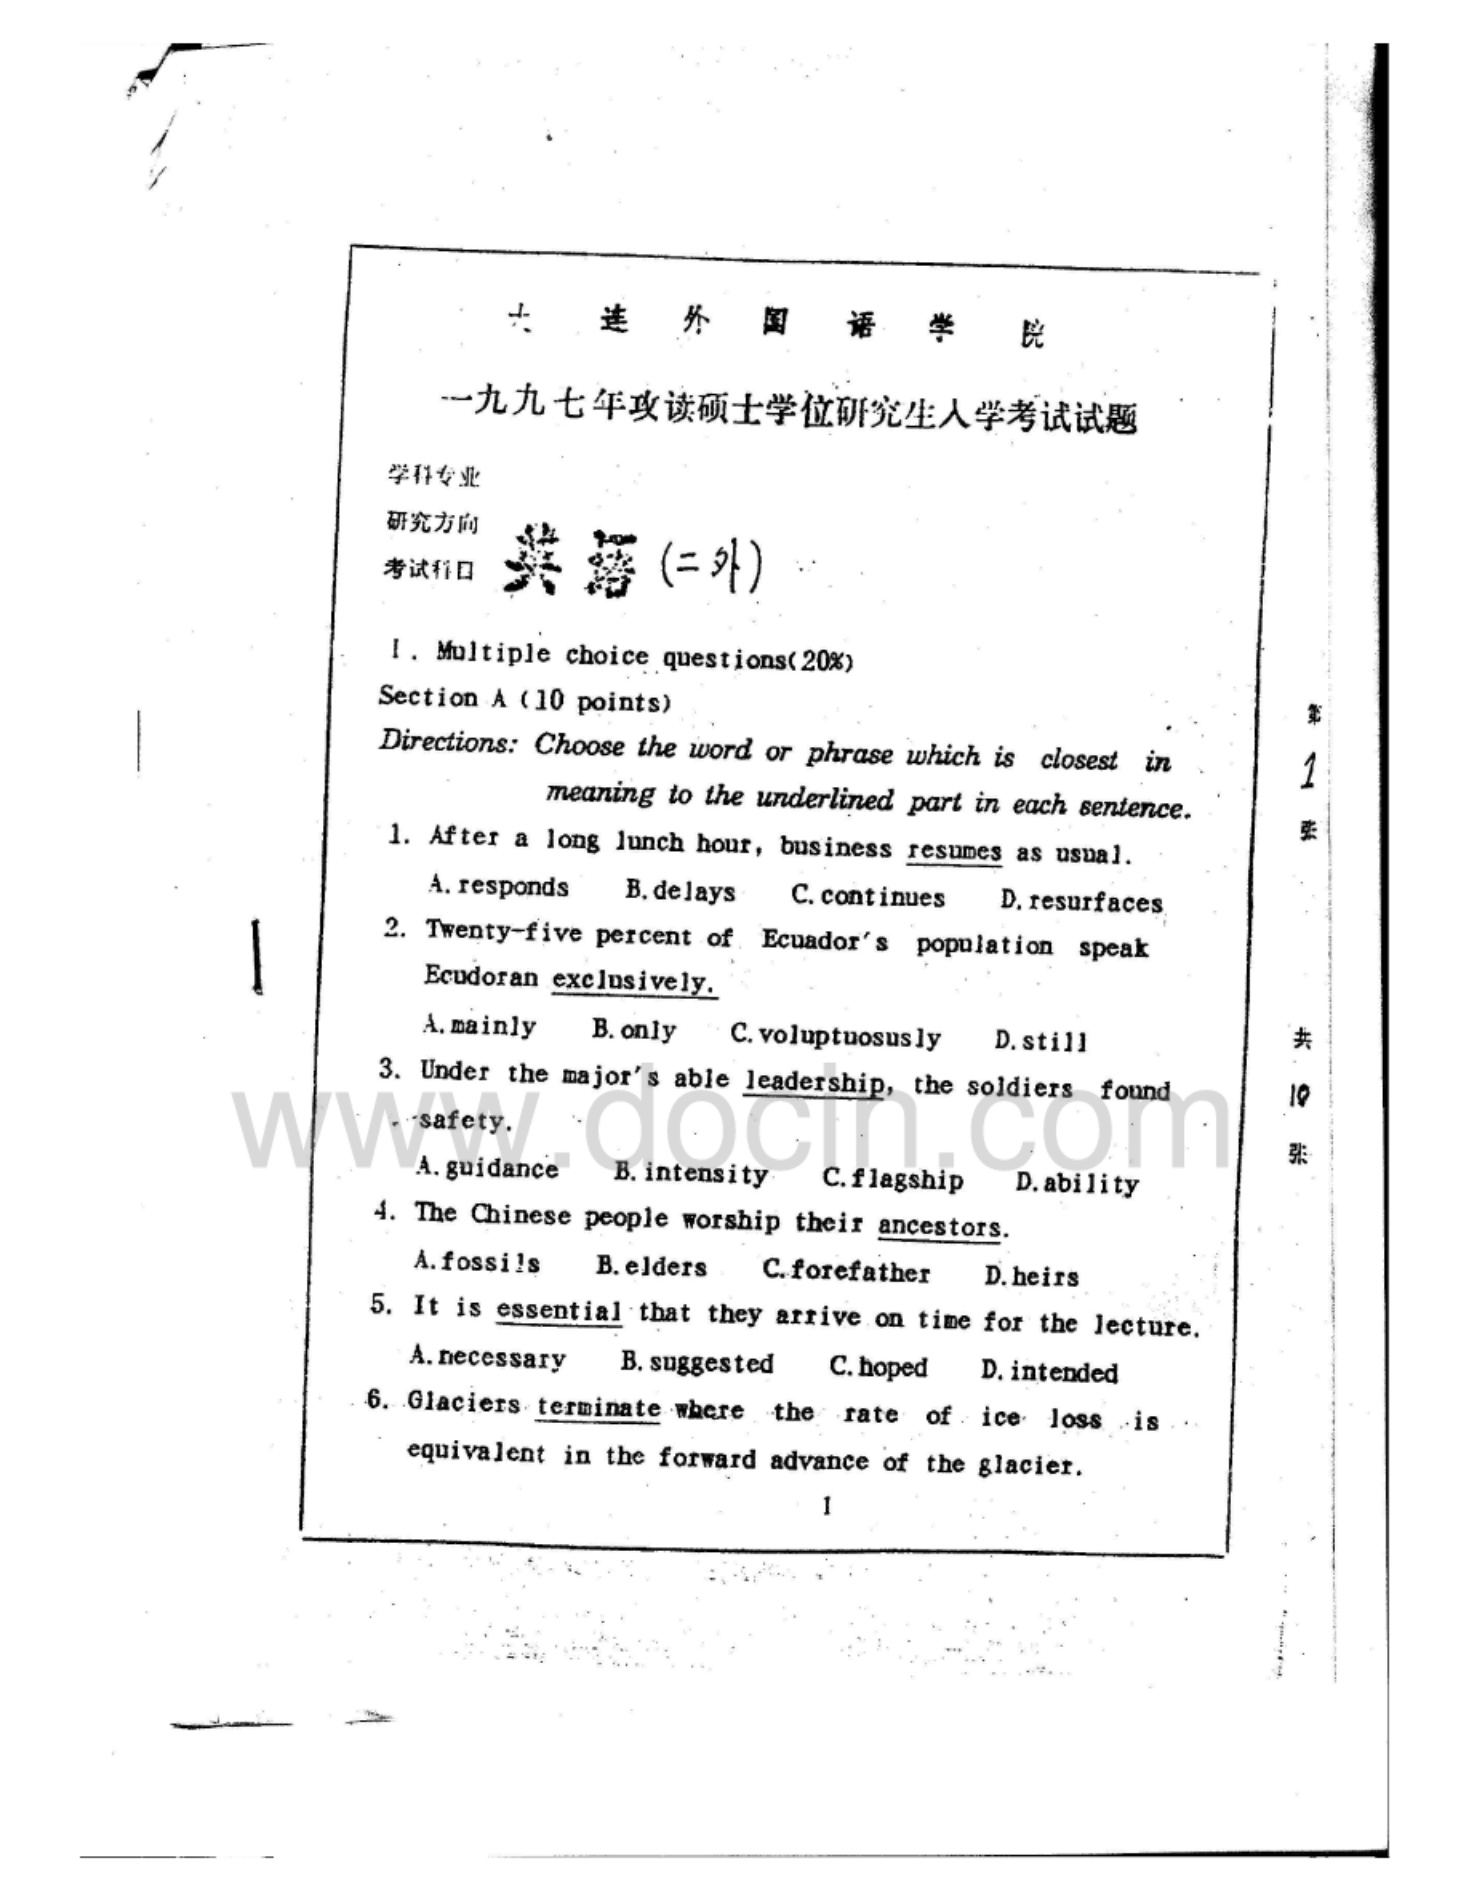 大连外国语学院
一九九七年攻读硕士学位研究生入学考试试题
学科专业
研究方向
考试科目 英语(二外)
I. Multiple choice questions(20%)
Section A (10 points)
Directions: Choose the word or phrase which is closest in
meaning to the underlined part in each sentence.
1. After a long lunch hour, business resumes as usual.
A. responds B. delays C. continues D. resurfaces
2. Twenty-five percent of Ecuador's population speak
Ecudoran exclusively.
A. mainly B. only C. voluptuosusly D. still
3. Under the major's able leadership, the soldiers found
safety.
A. guidance B. intensity C. flagship D. ability
4. The Chinese people worship their ancestors.
A. fossils B. elders C. forefather D. heirs
5. It is essential that they arrive on time for the lecture.
A. necessary B. suggested C. hoped D. intended
6. Glaciers terminate where the rate of ice loss is
equivalent in the forward advance of the glacier.
1
第
1
张
共
10
张
www.docin.com